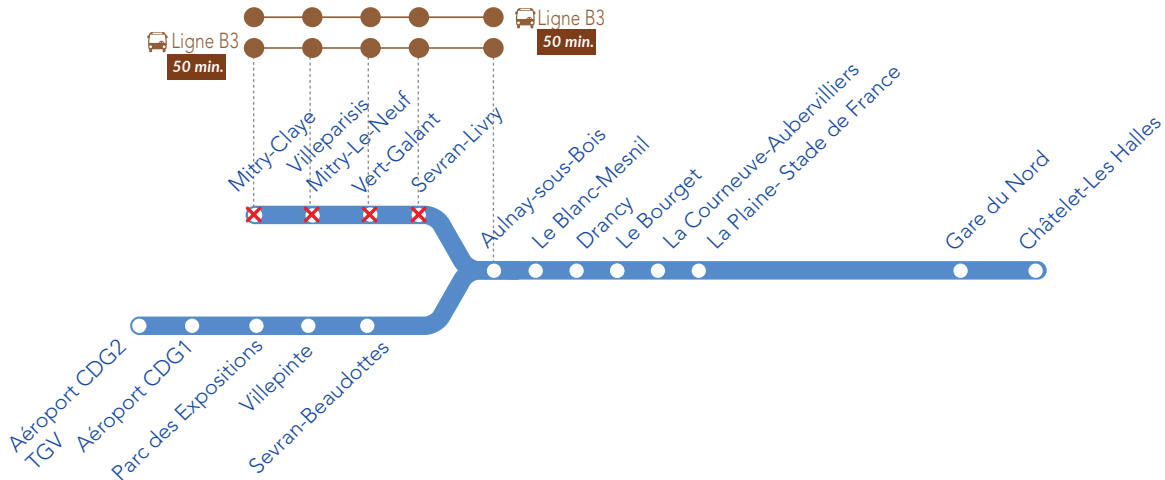 Ligne B3
50 min.
Ligne B3
50 min.
Mitry-Claye
Villeparisis
Mitry-Le-Neuf
Vert-Galant
Sevran-Livry
Aulnay-sous-Bois
Le Blanc-Mesnil
Drancy
Le Bourget
La Courneuve-Aubervilliers
La Plaine- Stade de France
Gare du Nord
Châtelet-Les Halles
Aéroport CDG2
TGV
Aéroport CDG1
Parc des Expositions
Villepinte
Sevran-Beaudottes